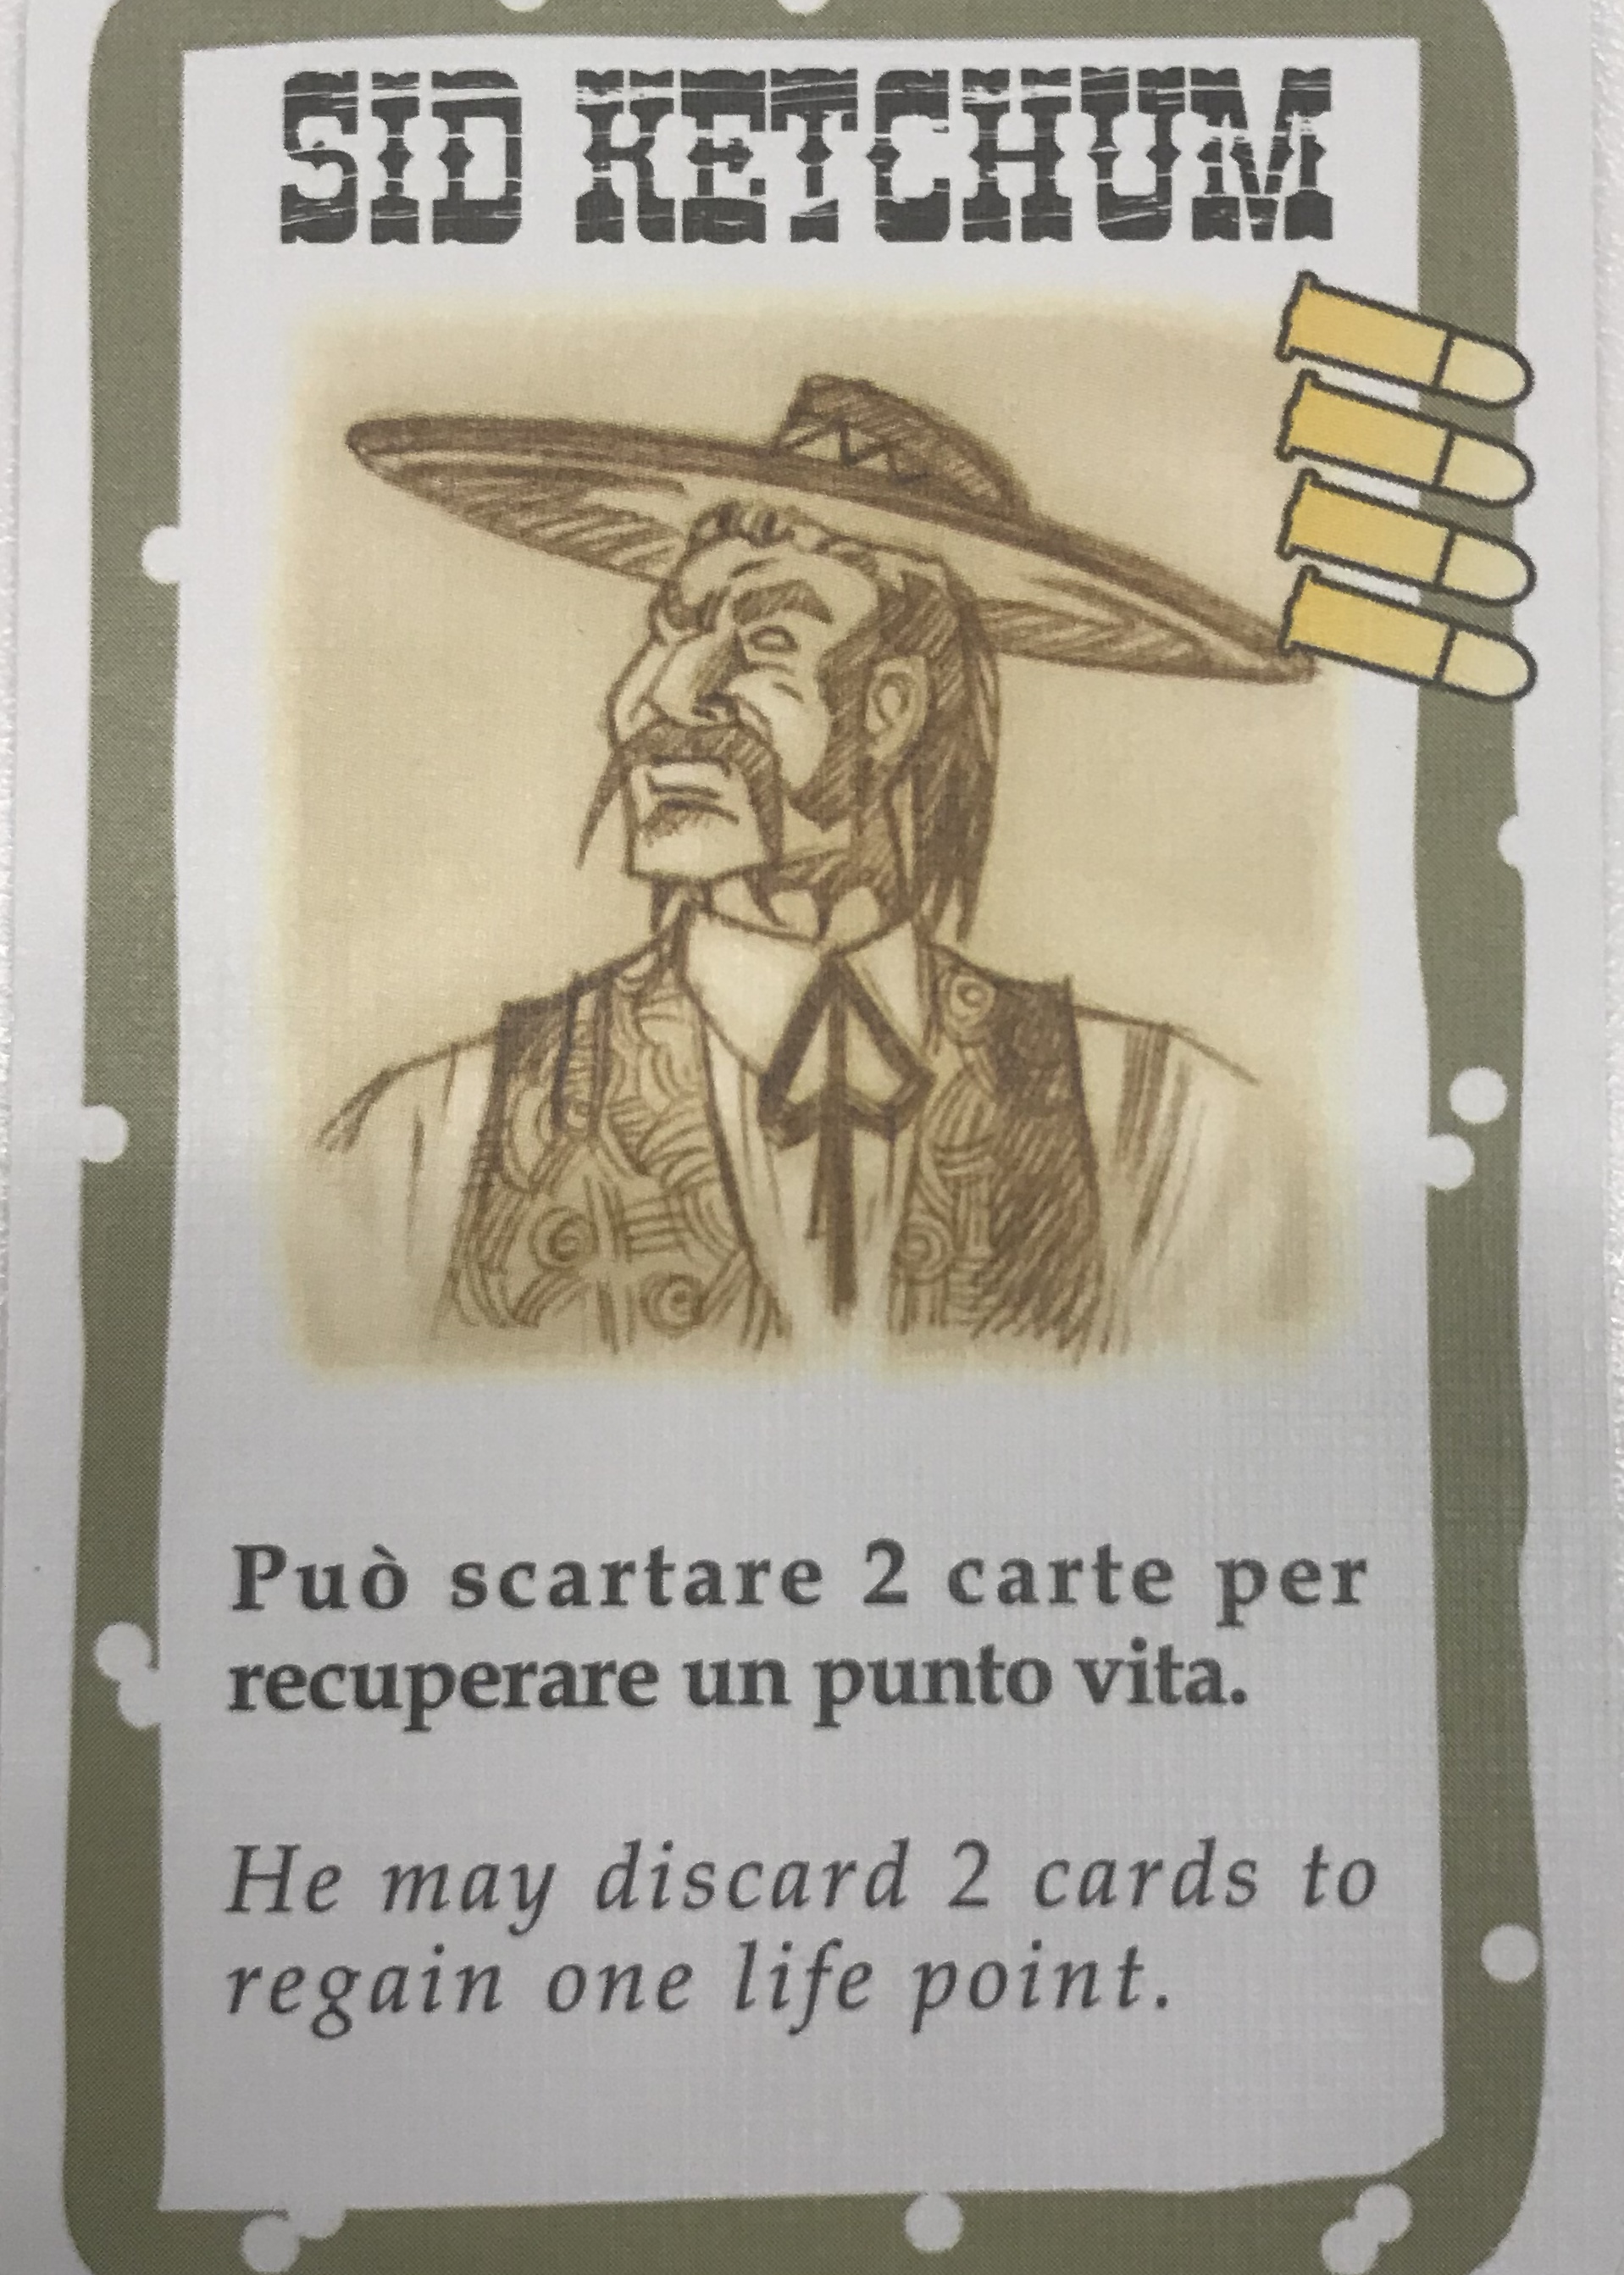 SID KETCHUM
Può scartare 2 carte per
recuperare un punto vita.
He may discard 2 cards to
regain one life point.